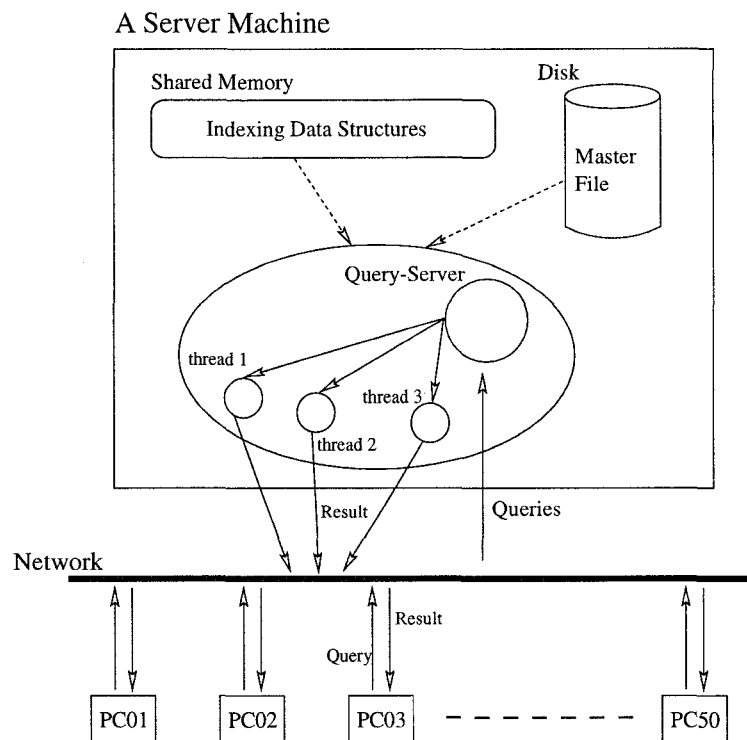 A Server Machine
Shared Memory
Disk
Indexing Data Structures
Master
File
Query-Server
thread 1
thread 3
thread 2
Result
Queries
Network
Result
Query
PC01
PC02
PC03
PC50